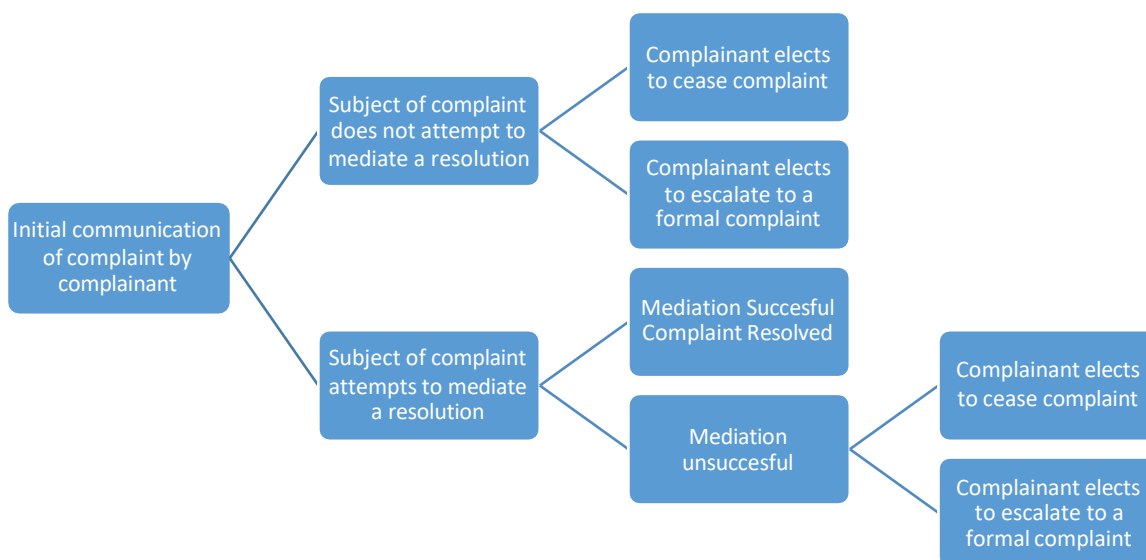 Initial communication
of complaint by
complainant
Subject of complaint
does not attempt to
mediate a resolution
Complainant elects
to cease complaint
Complainant elects
to escalate to a
formal complaint
Subject of complaint
attempts to mediate
a resolution
Mediation Succesful
Complaint Resolved
Mediation
unsuccesful
Complainant elects
to cease complaint
Complainant elects
to escalate to a
formal complaint